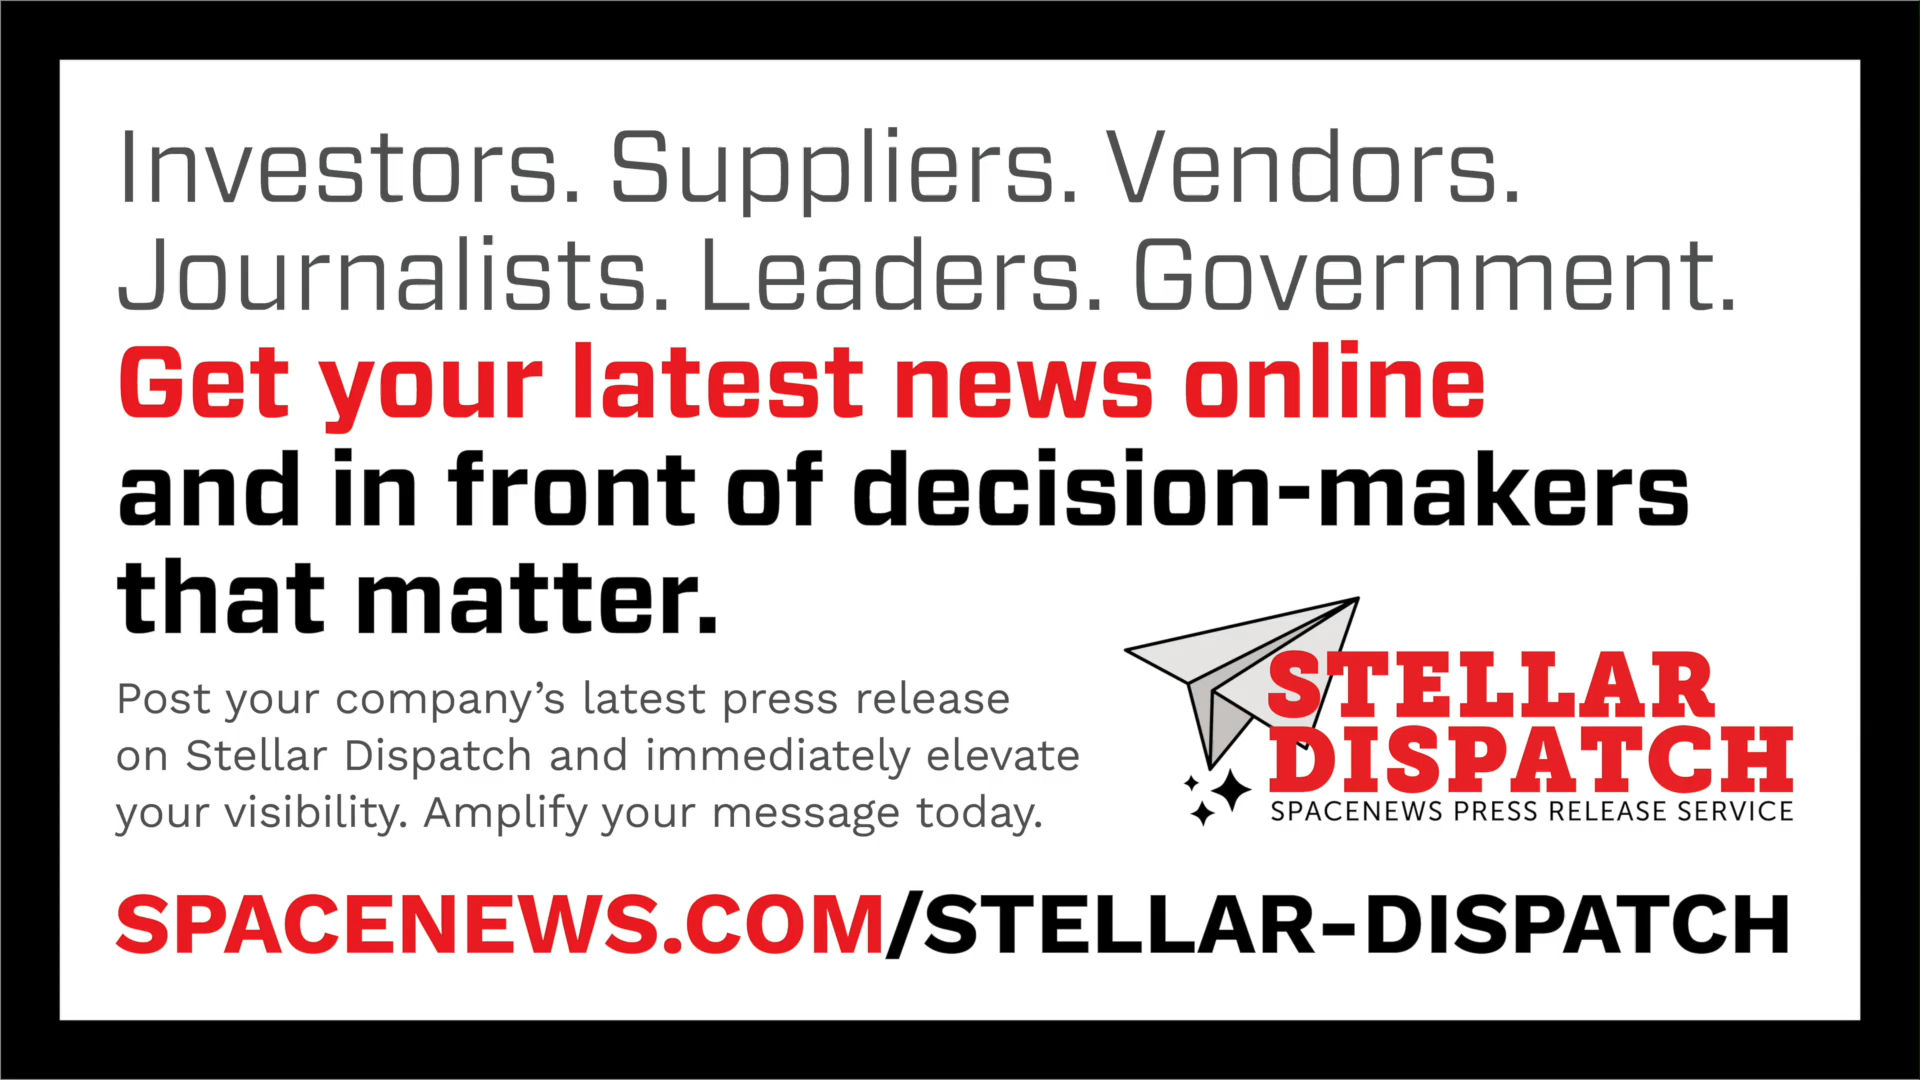 Investors. Suppliers. Vendors.
Journalists. Leaders. Government.
Get your latest news online
and in front of decision-makers
that matter.
Post your company’s latest press release
on Stellar Dispatch and immediately elevate
your visibility. Amplify your message today.
STELLAR
DISPATCH
SPACENEWS PRESS RELEASE SERVICE
SPACENEWS.COM/STELLAR-DISPATCH